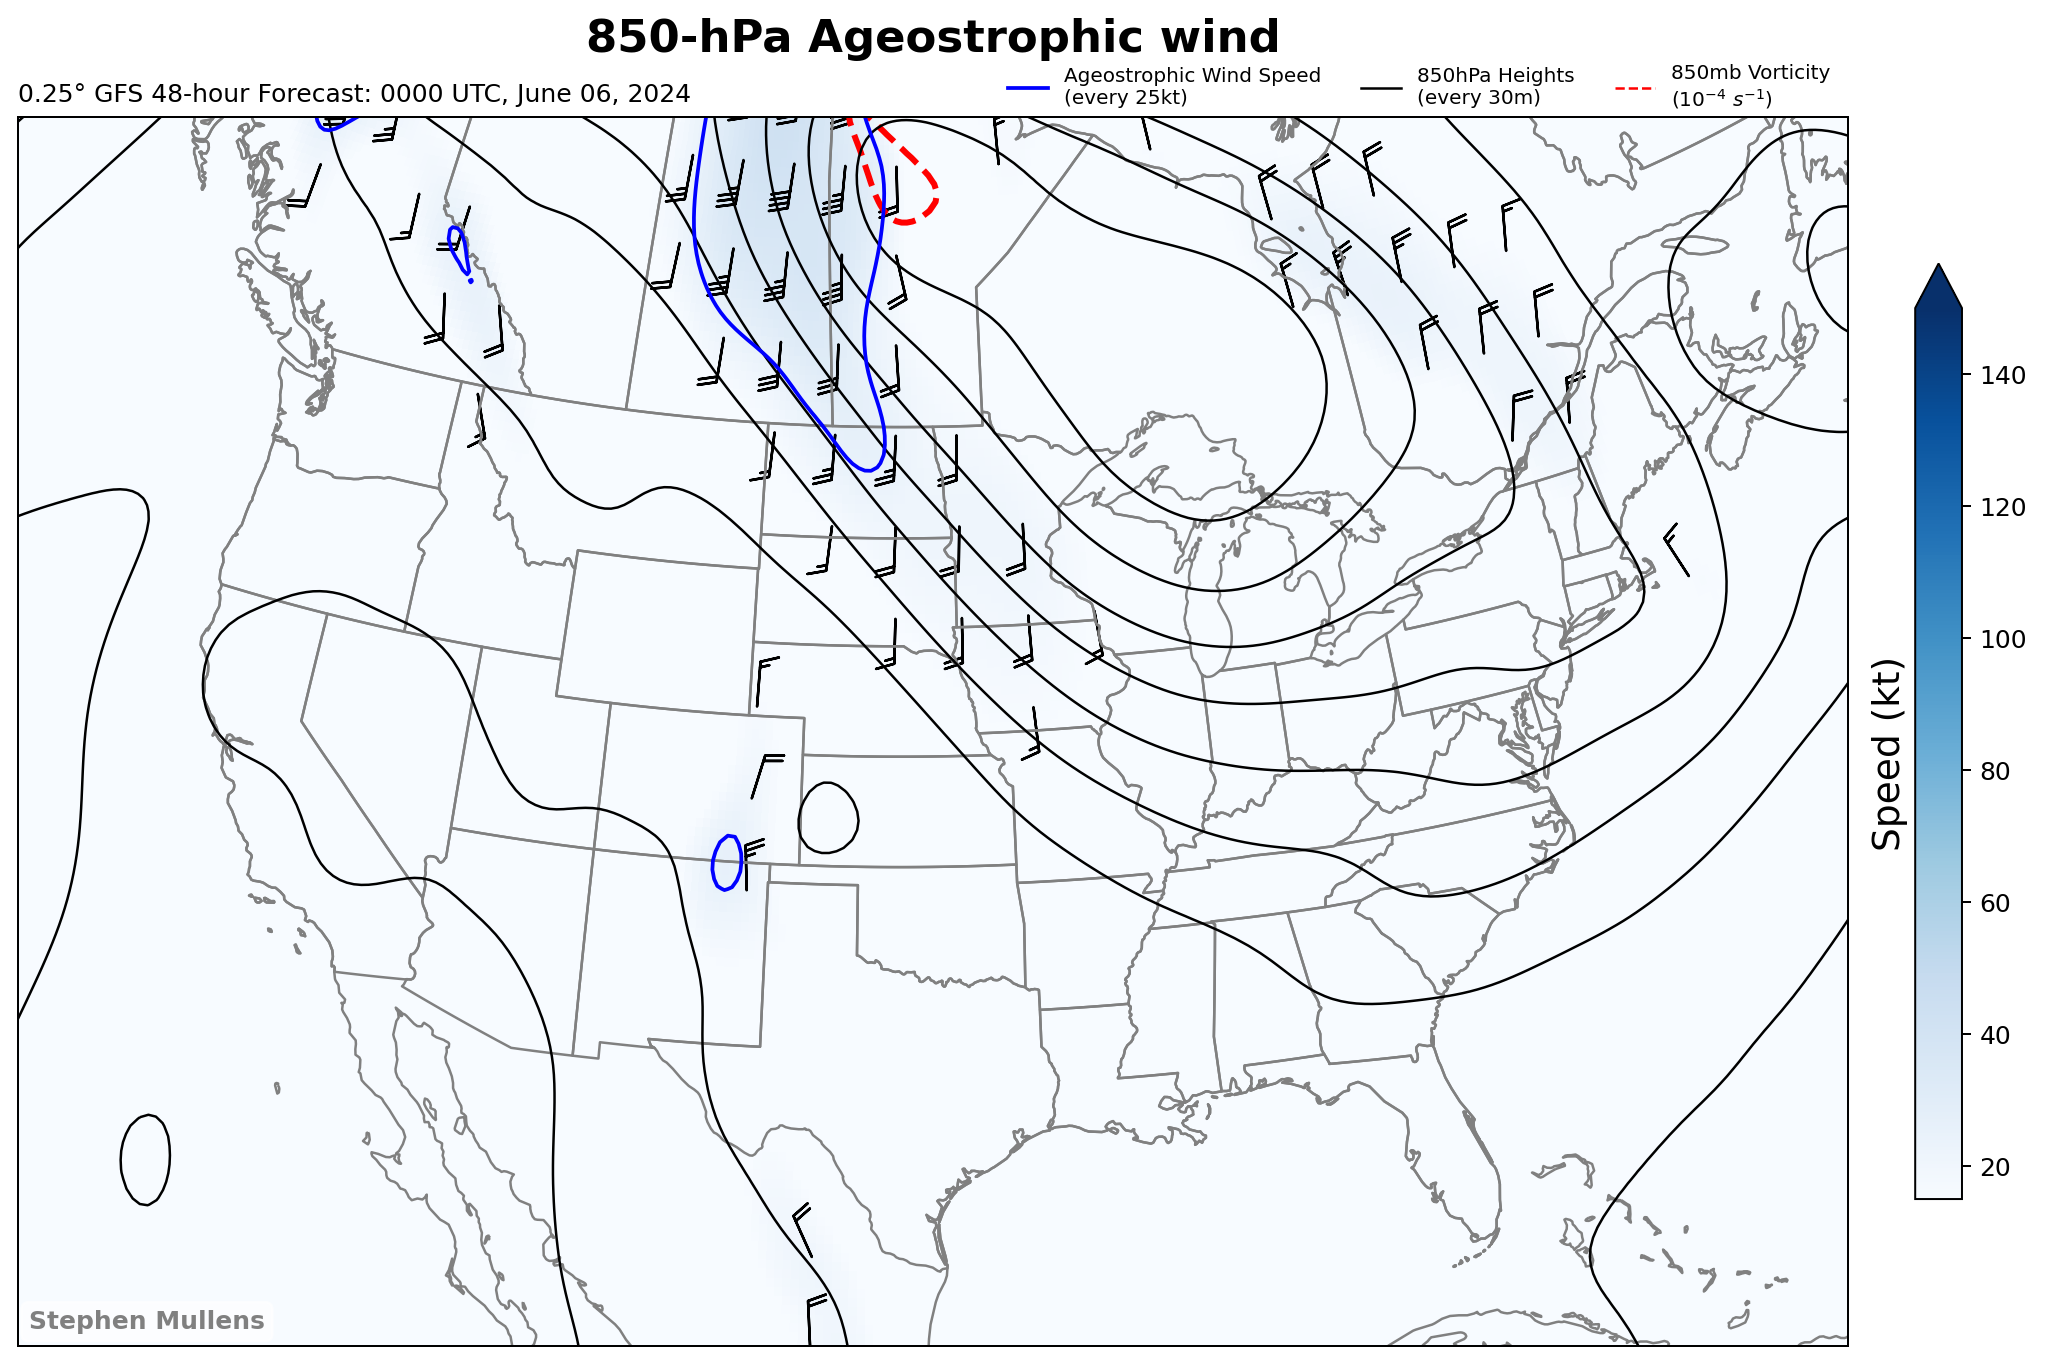 850-hPa Ageostrophic wind
0.25° GFS 48-hour Forecast: 0000 UTC, June 06, 2024
Ageostrophic Wind Speed
(every 25kt)
850hPa Heights
(every 30m)
850mb Vorticity
(10⁻⁴ s⁻¹)
140
120
100
80
60
40
20
Speed (kt)
Stephen Mullens